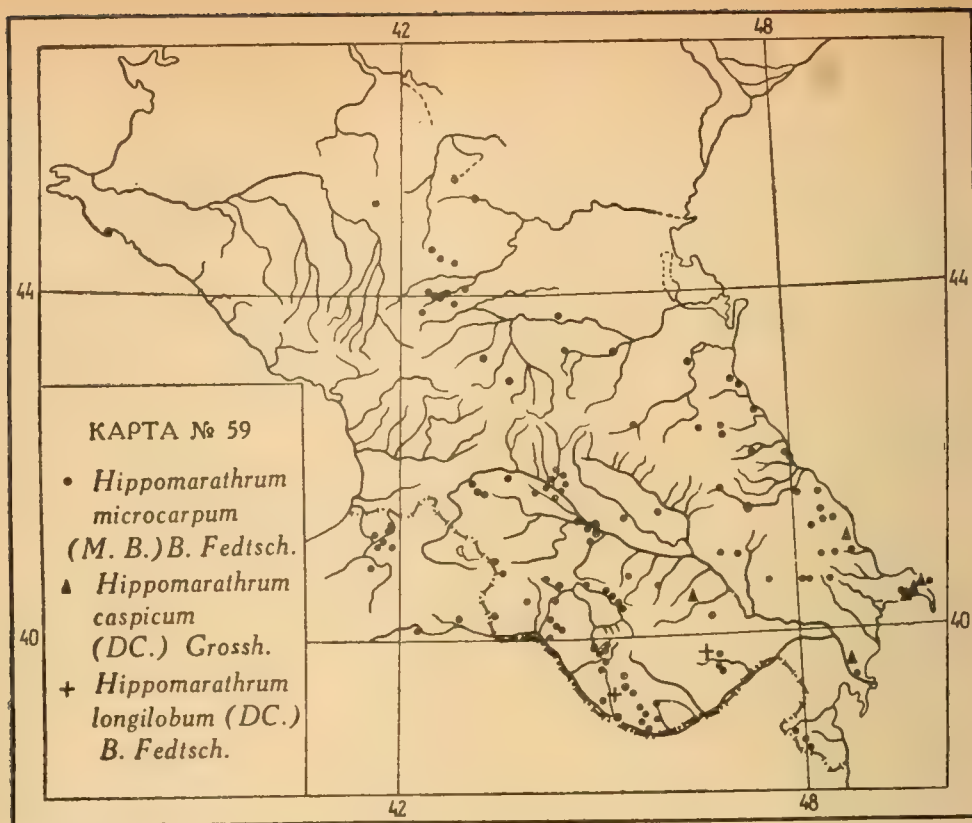 42 48
44 44
КАРТА № 59
• Hippomarathrum
microcarpum
(M. B.) B. Fedtsch.
▲ Hippomarathrum
caspicum
(DC.) Grossh.
+ Hippomarathrum
longilobum (DC.)
B. Fedtsch.
40 40
42 48